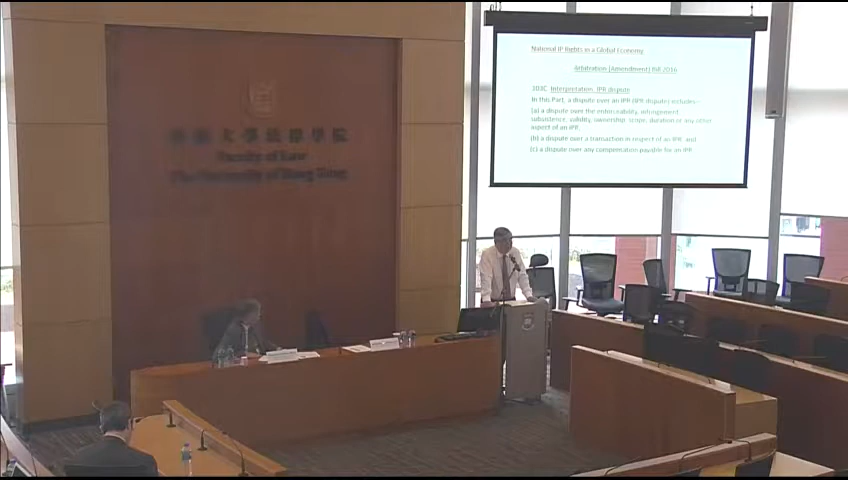 National IP Rights in a Global Economy
Arbitration (Amendment) Bill 2016
103C. Interpretation: IPR dispute
In this Part, a dispute over an IPR (IPR dispute) includes—
(a) a dispute over the enforceability, infringement,
subsistence, validity, ownership, scope, duration or any other
aspect of an IPR;
(b) a dispute over a transaction in respect of an IPR; and
(c) a dispute over any compensation payable for an IPR.
香港大學法律學院
Faculty of Law
The University of Hong Kong